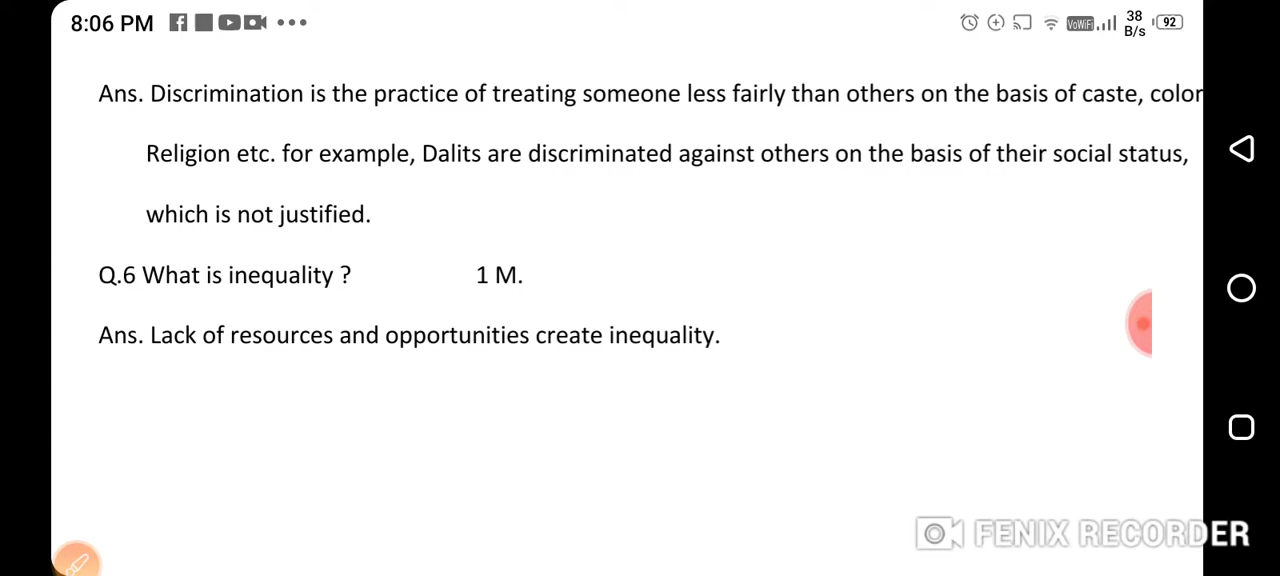 8:06 PM
VoWiFi 38 B/s 92
Ans. Discrimination is the practice of treating someone less fairly than others on the basis of caste, color
Religion etc. for example, Dalits are discriminated against others on the basis of their social status,
which is not justified.
Q.6 What is inequality ? 1 M.
Ans. Lack of resources and opportunities create inequality.
FENIX RECORDER